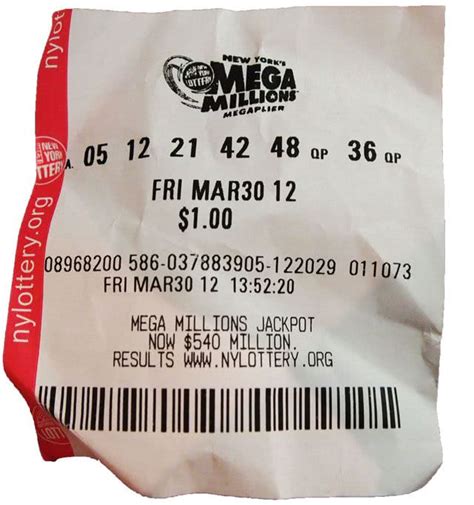 nylottery.org
NEW YORK'S
MEGA
MILLIONS
MEGAPLIER
A. 05 12 21 42 48 QP 36 QP
FRI MAR30 12
$1.00
08968200 586-037883905-122029 011073
FRI MAR30 12 13:52:20
MEGA MILLIONS JACKPOT
NOW $540 MILLION.
RESULTS WWW.NYLOTTERY.ORG